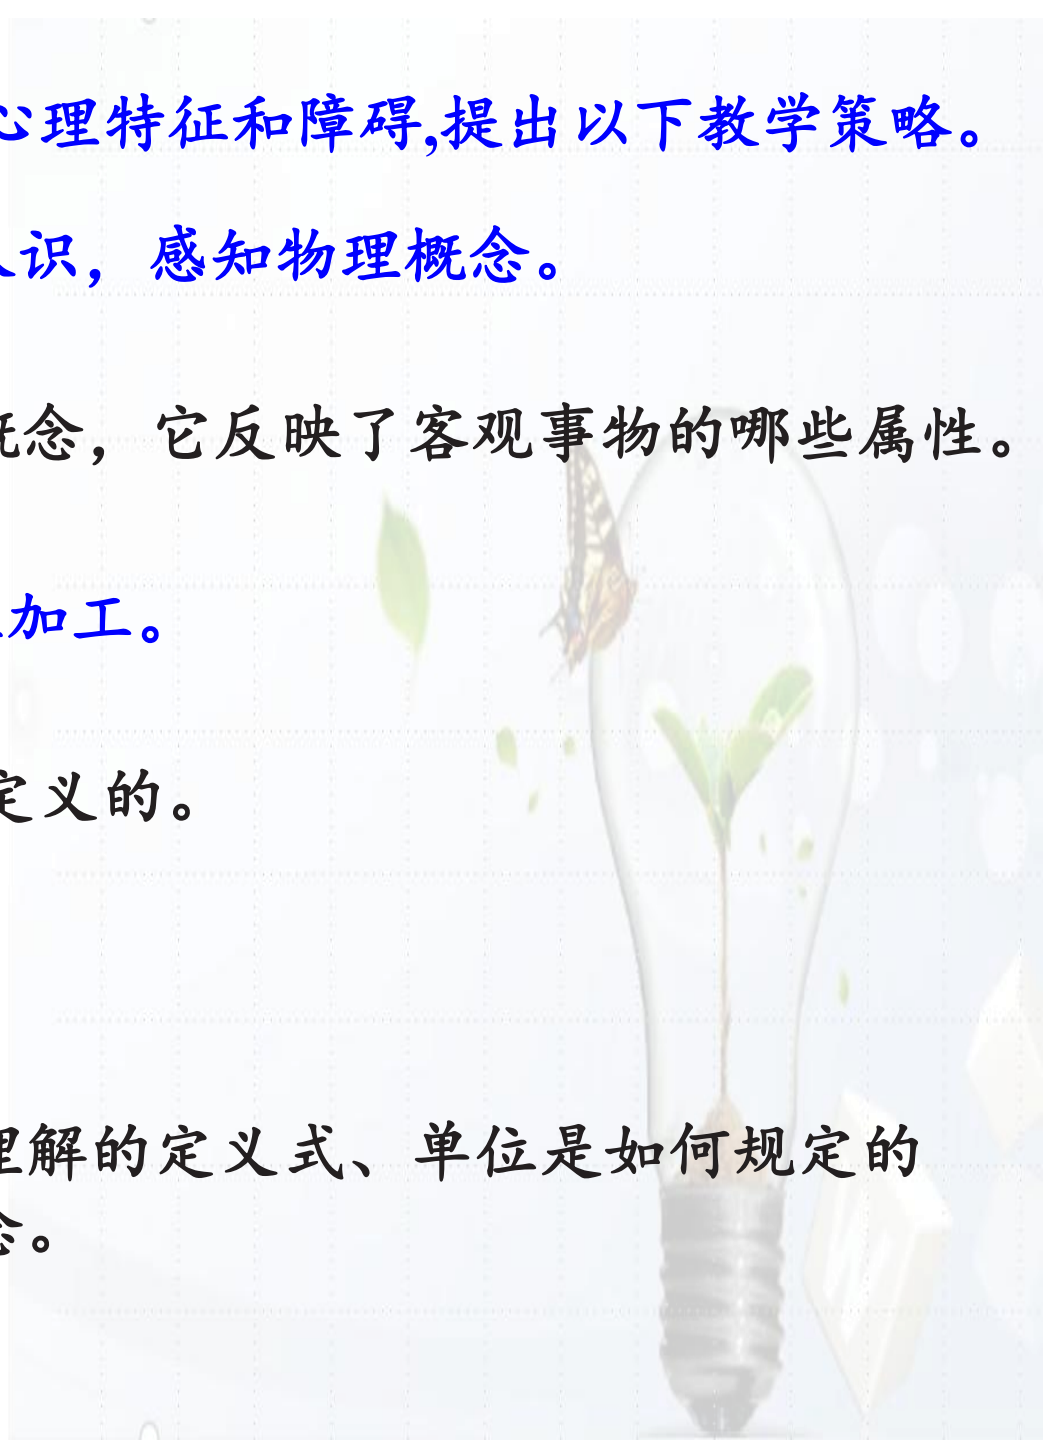 心理特征和障碍,提出以下教学策略。
识，感知物理概念。
概念，它反映了客观事物的哪些属性。
加工。
定义的。
理解的定义式、单位是如何规定的
念。